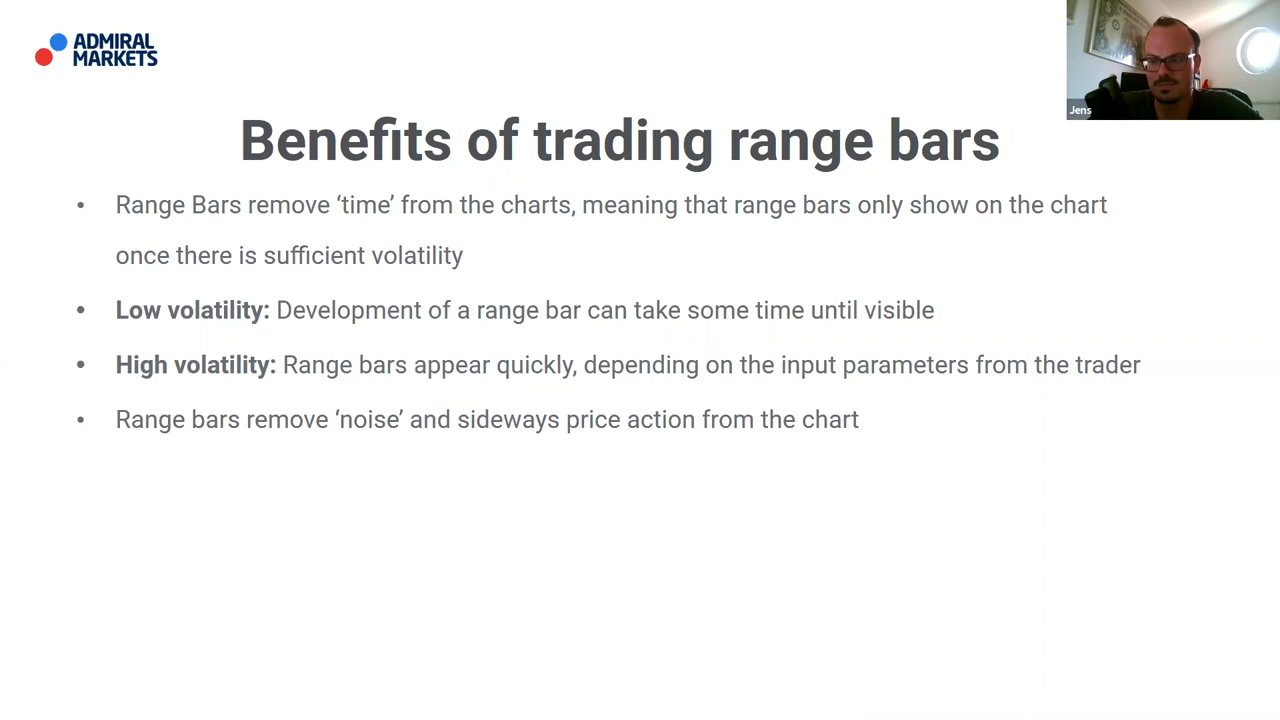 ADMIRAL
MARKETS
Jens
Benefits of trading range bars
• Range Bars remove ‘time’ from the charts, meaning that range bars only show on the chart
once there is sufficient volatility
• Low volatility: Development of a range bar can take some time until visible
• High volatility: Range bars appear quickly, depending on the input parameters from the trader
• Range bars remove ‘noise’ and sideways price action from the chart